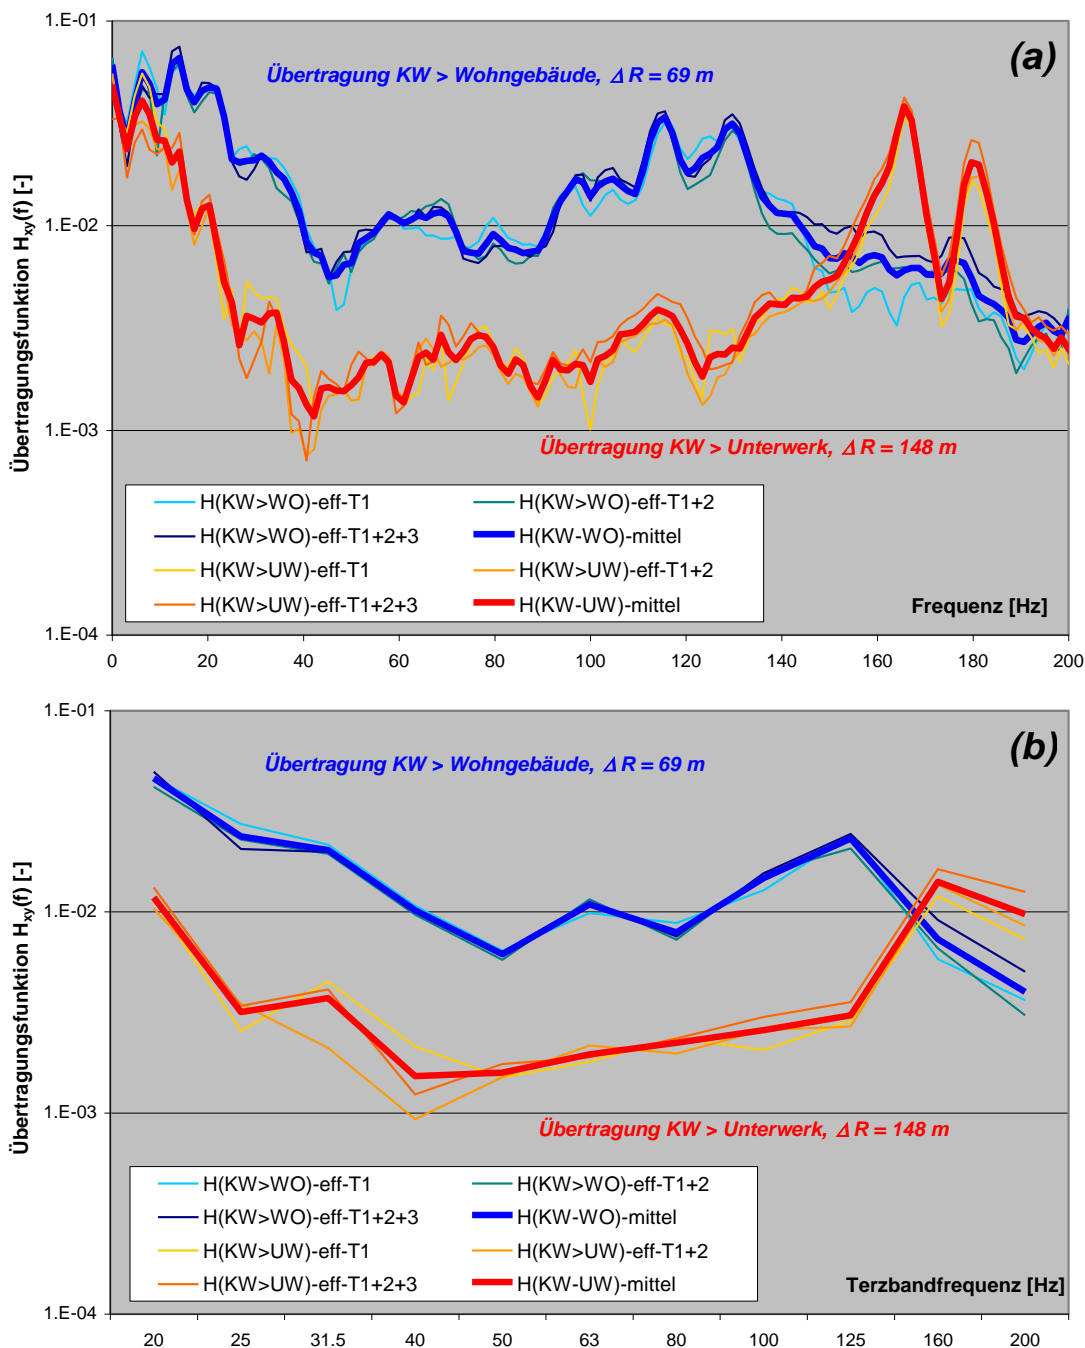 1.E-01
(a)
Übertragung KW > Wohngebäude, Δ R = 69 m
1.E-02
Übertragungsfunktion Hxy(f) [-]
1.E-03
Übertragung KW > Unterwerk, Δ R = 148 m
H(KW>WO)-eff-T1
H(KW>WO)-eff-T1+2
H(KW>WO)-eff-T1+2+3
H(KW-WO)-mittel
H(KW>UW)-eff-T1
H(KW>UW)-eff-T1+2
H(KW>UW)-eff-T1+2+3
H(KW-UW)-mittel
Frequenz [Hz]
1.E-04
0 20 40 60 80 100 120 140 160 180 200
1.E-01
(b)
Übertragung KW > Wohngebäude, Δ R = 69 m
1.E-02
Übertragungsfunktion Hxy(f) [-]
1.E-03
Übertragung KW > Unterwerk, Δ R = 148 m
H(KW>WO)-eff-T1
H(KW>WO)-eff-T1+2
H(KW>WO)-eff-T1+2+3
H(KW-WO)-mittel
H(KW>UW)-eff-T1
H(KW>UW)-eff-T1+2
H(KW>UW)-eff-T1+2+3
H(KW-UW)-mittel
Terzbandfrequenz [Hz]
1.E-04
20 25 31.5 40 50 63 80 100 125 160 200